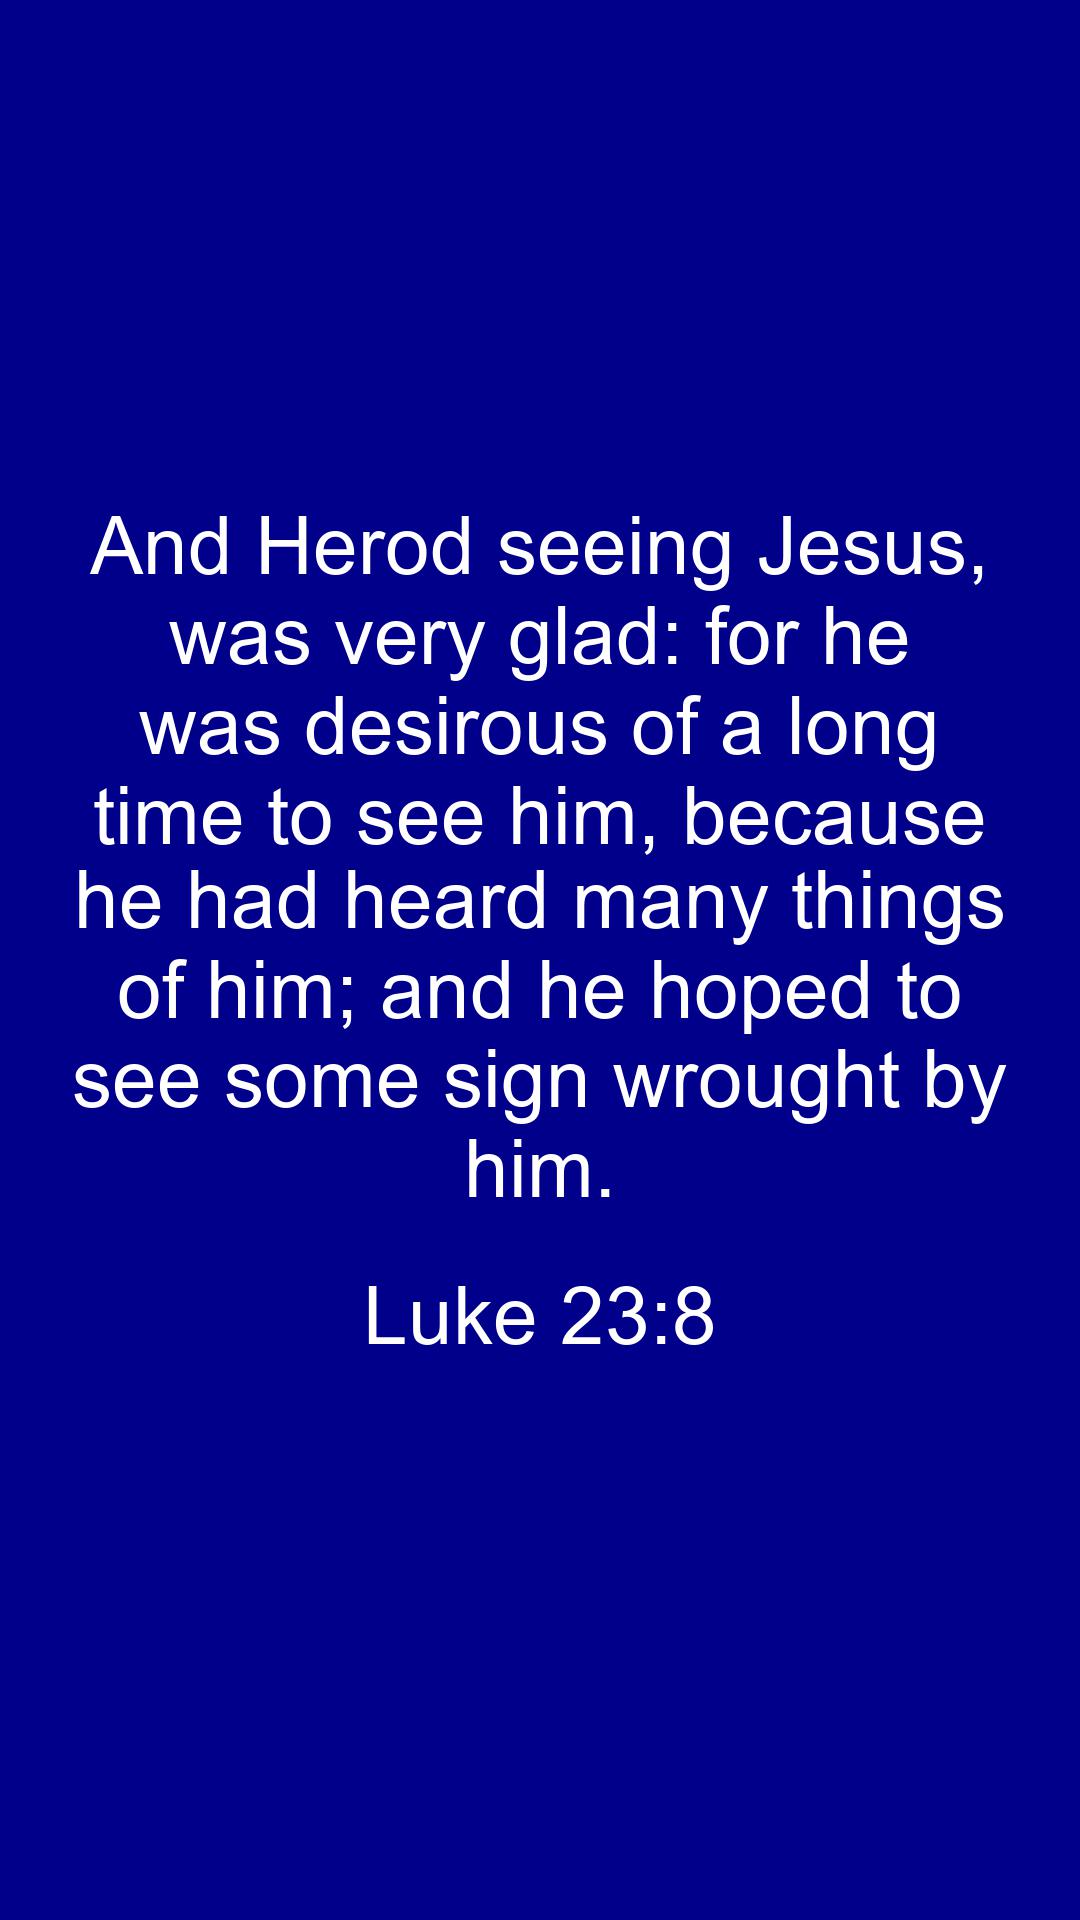 And Herod seeing Jesus,
was very glad: for he
was desirous of a long
time to see him, because
he had heard many things
of him; and he hoped to
see some sign wrought by
him.
Luke 23:8